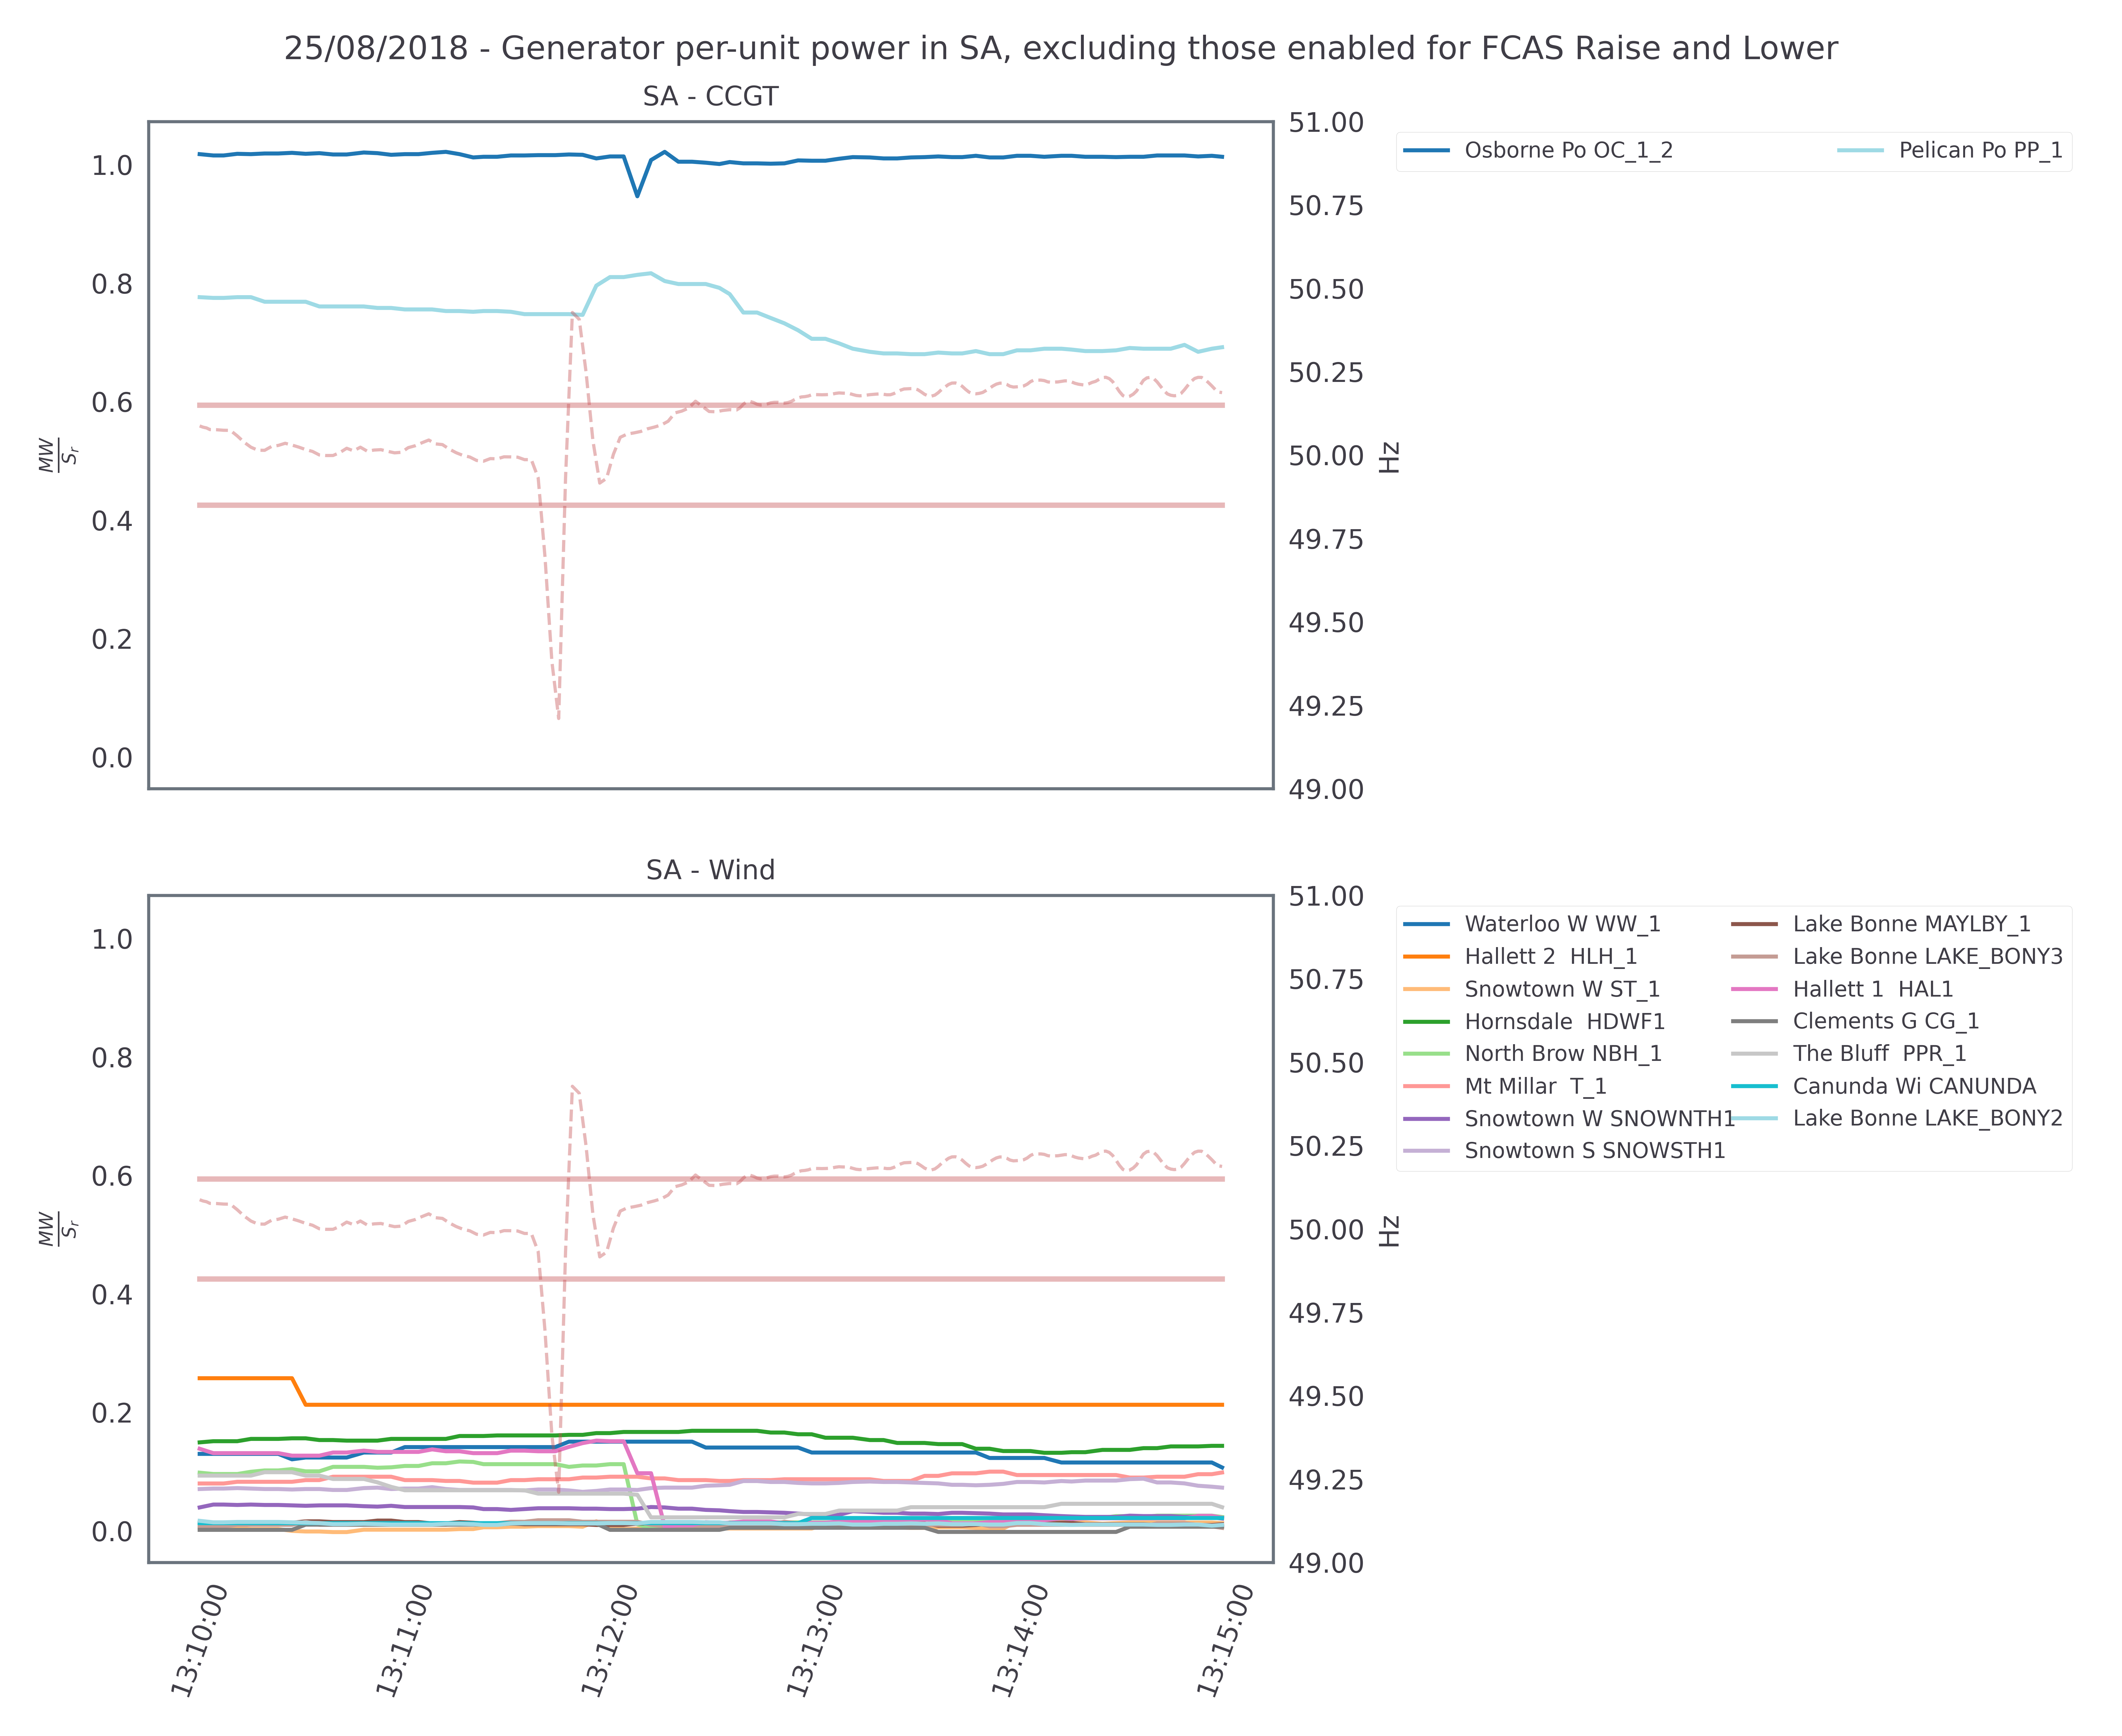 25/08/2018 - Generator per-unit power in SA, excluding those enabled for FCAS Raise and Lower
SA - CCGT
1.0
0.8
0.6
0.4
0.2
0.0
MW
S_r
51.00
50.75
50.50
50.25
50.00
49.75
49.50
49.25
49.00
Hz
Osborne Po OC_1_2
Pelican Po PP_1
SA - Wind
1.0
0.8
0.6
0.4
0.2
0.0
MW
S_r
51.00
50.75
50.50
50.25
50.00
49.75
49.50
49.25
49.00
Hz
Waterloo W WW_1
Hallett 2  HLH_1
Snowtown W ST_1
Hornsdale  HDWF1
North Brow NBH_1
Mt Millar  T_1
Snowtown W SNOWNTH1
Snowtown S SNOWSTH1
Lake Bonne MAYLBY_1
Lake Bonne LAKE_BONY3
Hallett 1  HAL1
Clements G CG_1
The Bluff  PPR_1
Canunda Wi CANUNDA
Lake Bonne LAKE_BONY2
13:10:00
13:11:00
13:12:00
13:13:00
13:14:00
13:15:00